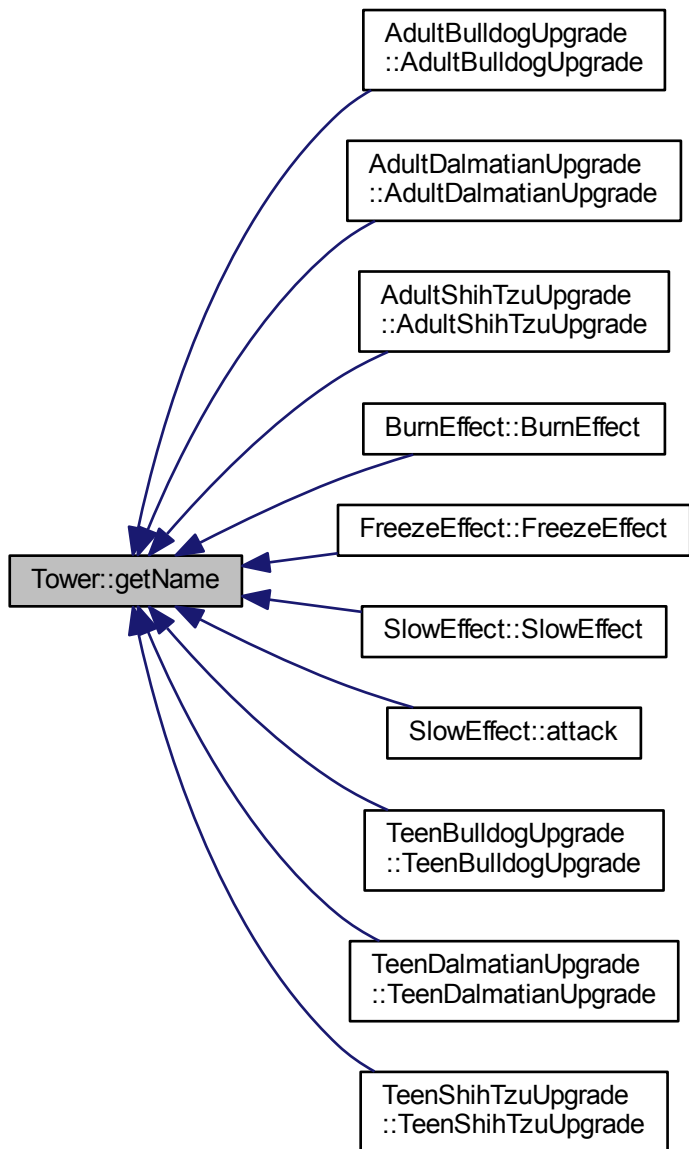 AdultBulldogUpgrade
::AdultBulldogUpgrade
AdultDalmatianUpgrade
::AdultDalmatianUpgrade
AdultShihTzuUpgrade
::AdultShihTzuUpgrade
BurnEffect::BurnEffect
FreezeEffect::FreezeEffect
Tower::getName
SlowEffect::SlowEffect
SlowEffect::attack
TeenBulldogUpgrade
::TeenBulldogUpgrade
TeenDalmatianUpgrade
::TeenDalmatianUpgrade
TeenShihTzuUpgrade
::TeenShihTzuUpgrade